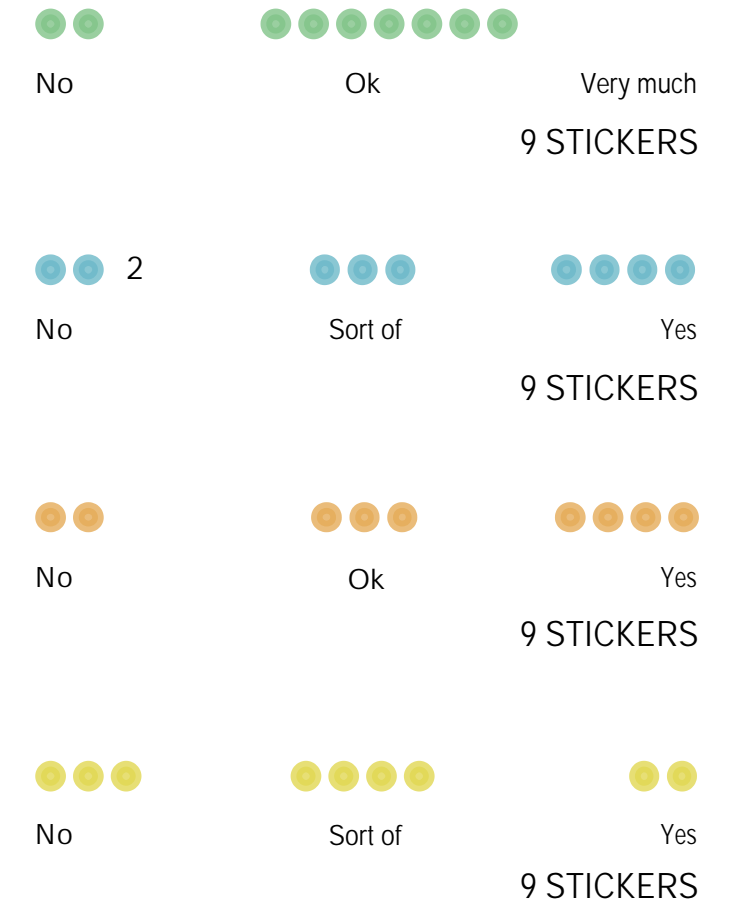 No Ok Very much
9 STICKERS
2
No Sort of Yes
9 STICKERS
No Ok Yes
9 STICKERS
No Sort of Yes
9 STICKERS